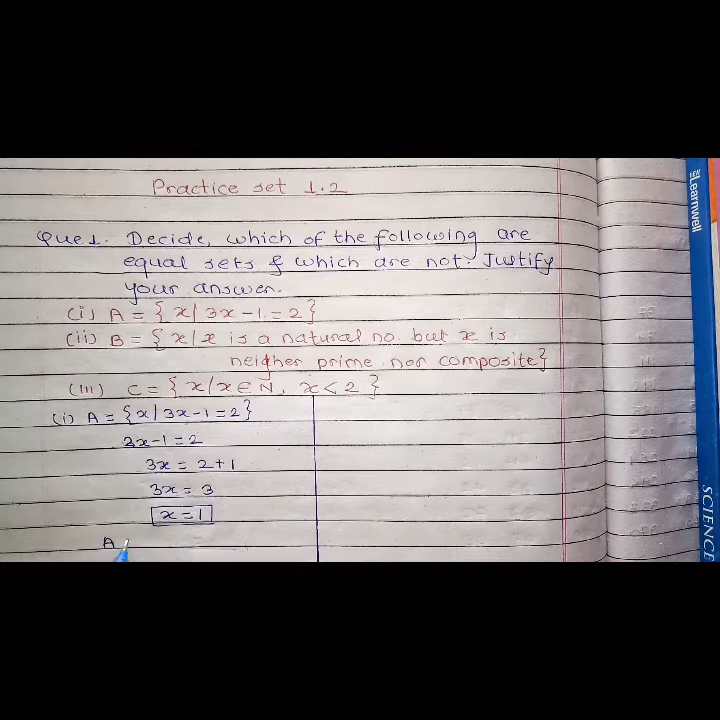 Practice set 1.2
Que 1. Decide, which of the following are
equal sets & which are not? Justify
your answer.
(i) A = {x | 3x - 1 = 2}
(ii) B = {x | x is a natural no. but x is
neigher prime nor composite}
(iii) C = {x | x ∈ N, x < 2}
(i) A = {x | 3x - 1 = 2}
3x - 1 = 2
3x = 2 + 1
3x = 3
x = 1
A
Learnwell
SCIENCE